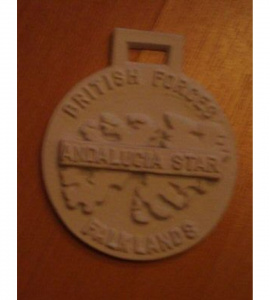 BRITISH FORCES
ANDALUCIA STAR
FALKLANDS